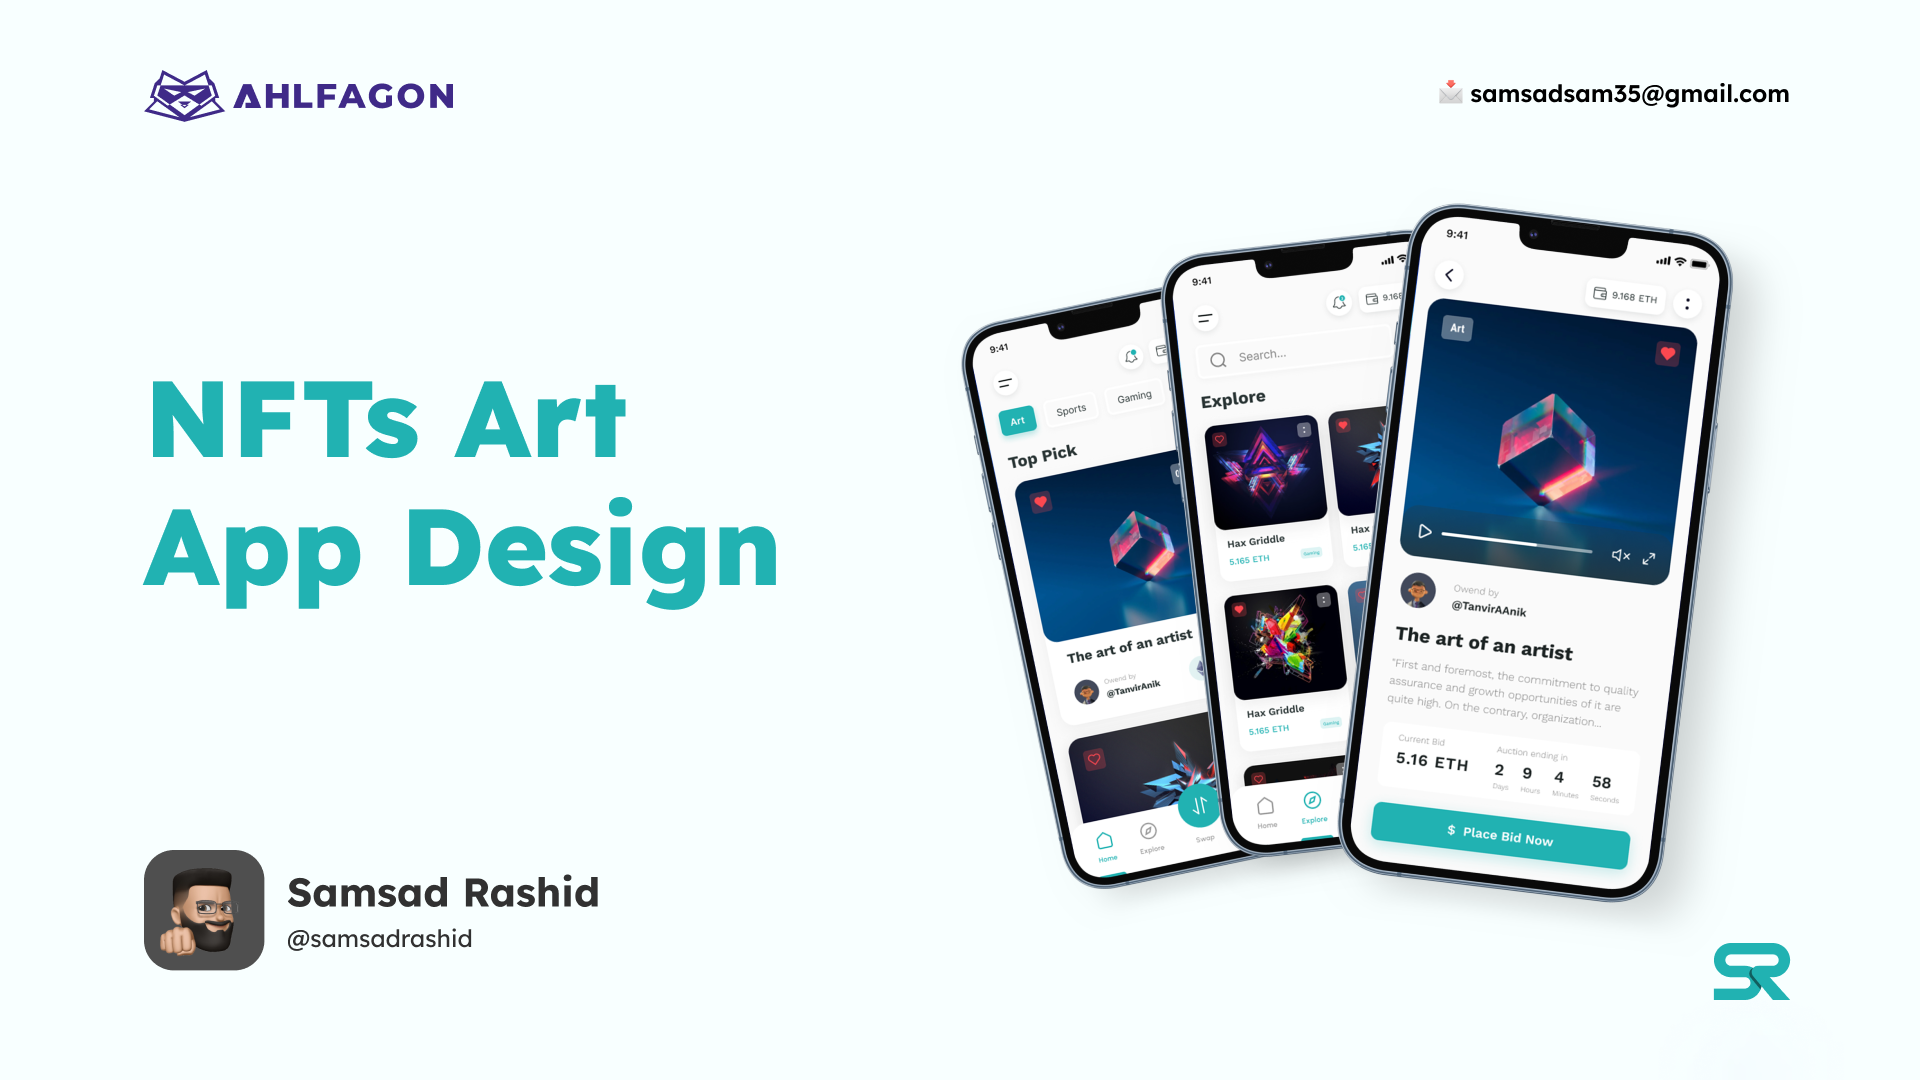 AHLFAGON
samsadsam35@gmail.com
NFTs Art
App Design
Samsad Rashid
@samsadrashid
9:41
Art
Sports
Gaming
Top Pick
The art of an artist
Owend by
@TanvirAnik
Home
Explore
Swap
9:41
9.168
Search...
Explore
Hax Griddle
5.165 ETH
Gaming
Hax
5.165
Hax Griddle
5.165 ETH
Gaming
Home
Explore
9:41
9.168 ETH
Art
Owend by
@TanvirAAnik
The art of an artist
"First and foremost, the commitment to quality
assurance and growth opportunities of it are
quite high. On the contrary, organization...
Current Bid
5.16 ETH
Auction ending in
2 9 4 58
Days Hours Minutes Seconds
$ Place Bid Now
SR